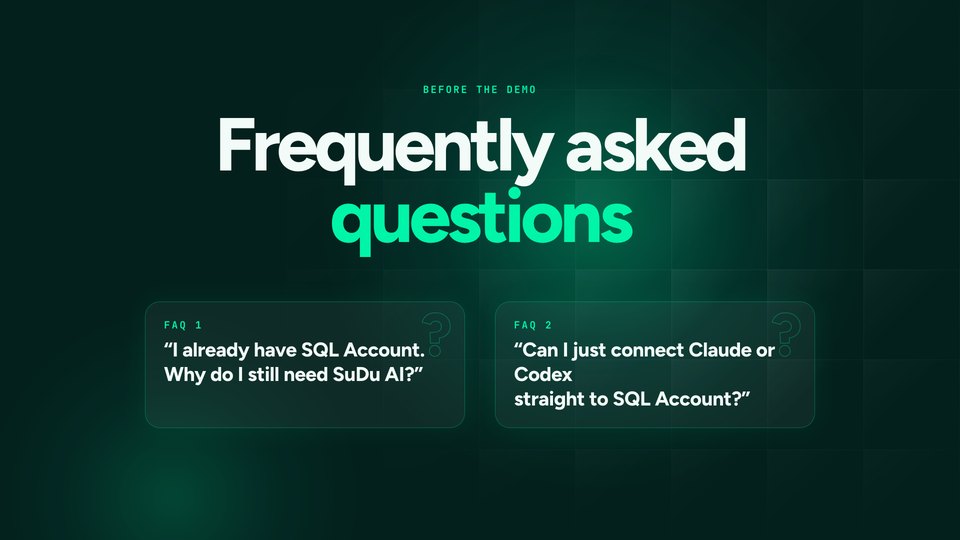 BEFORE THE DEMO
Frequently asked
questions
FAQ 1
?
“I already have SQL Account.
Why do I still need SuDu AI?”
FAQ 2
?
“Can I just connect Claude or
Codex
straight to SQL Account?”